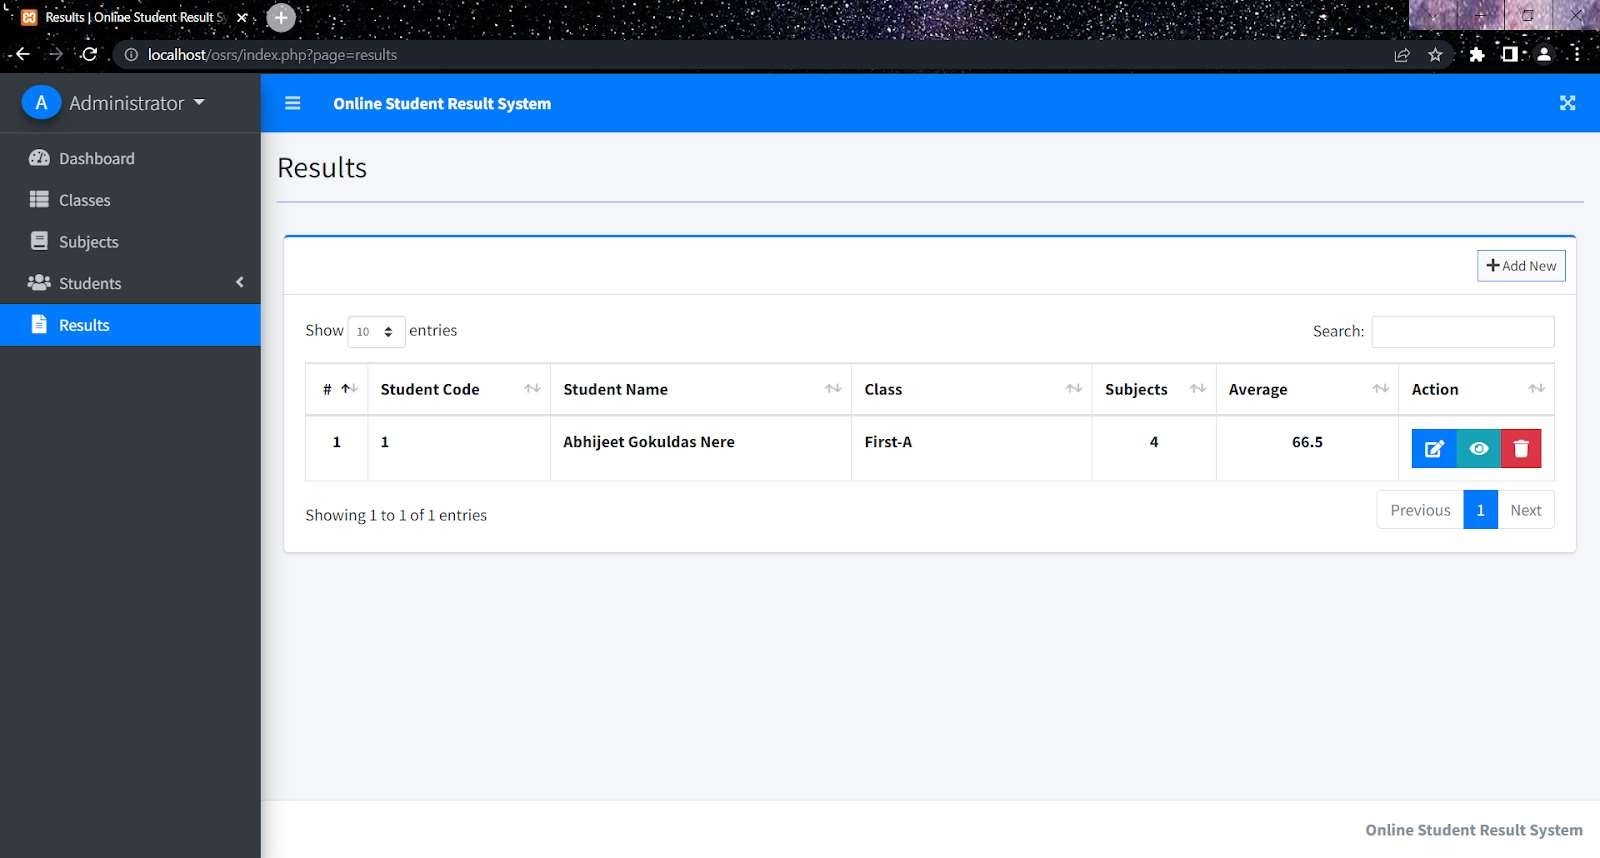 Results | Online Student Result S
localhost/osrs/index.php?page=results
A Administrator
Online Student Result System
Dashboard
Classes
Subjects
Students
Results
Results
Add New
Show 10 entries
Search:
# Student Code Student Name Class Subjects Average Action
1 1 Abhijeet Gokuldas Nere First-A 4 66.5
Showing 1 to 1 of 1 entries
Previous 1 Next
Online Student Result System